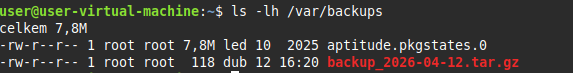 user@user-virtual-machine:~$ ls -lh /var/backups
celkem 7,8M
-rw-r--r-- 1 root root 7,8M led 10  2025 aptitude.pkgstates.0
-rw-r--r-- 1 root root  118 dub 12 16:20 backup_2026-04-12.tar.gz